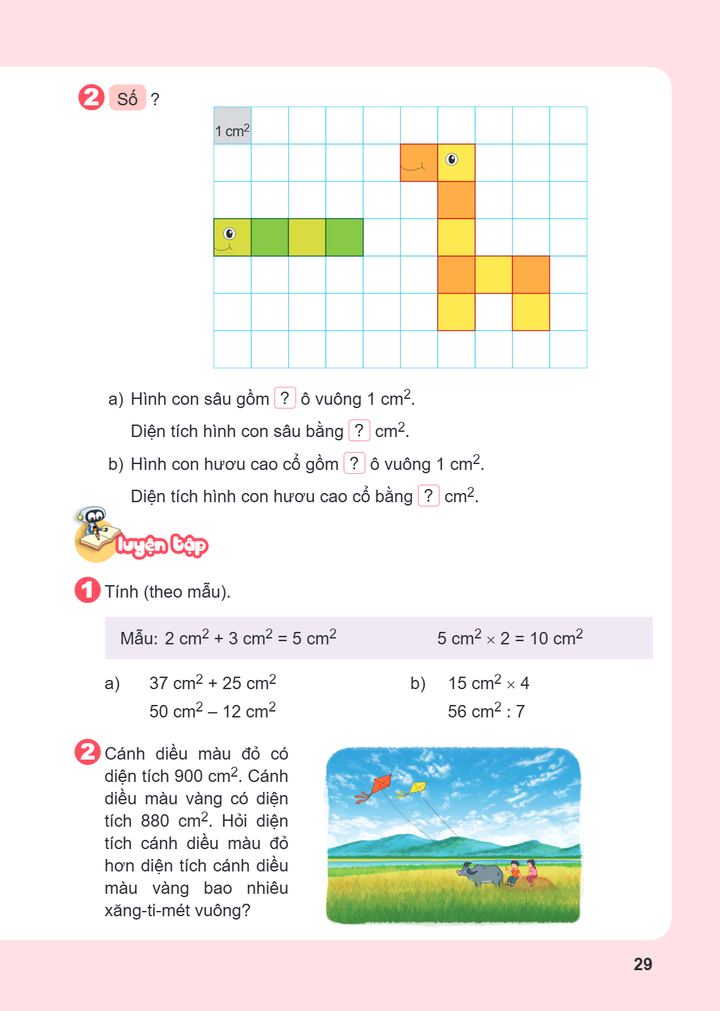 2 Số ?
1 cm²
a) Hình con sâu gồm ? ô vuông 1 cm².
Diện tích hình con sâu bằng ? cm².
b) Hình con hươu cao cổ gồm ? ô vuông 1 cm².
Diện tích hình con hươu cao cổ bằng ? cm².
luyện tập
1 Tính (theo mẫu).
Mẫu: 2 cm² + 3 cm² = 5 cm² 5 cm² × 2 = 10 cm²
a) 37 cm² + 25 cm² b) 15 cm² × 4
50 cm² – 12 cm² 56 cm² : 7
2 Cánh diều màu đỏ có
diện tích 900 cm². Cánh
diều màu vàng có diện
tích 880 cm². Hỏi diện
tích cánh diều màu đỏ
hơn diện tích cánh diều
màu vàng bao nhiêu
xăng-ti-mét vuông?
29